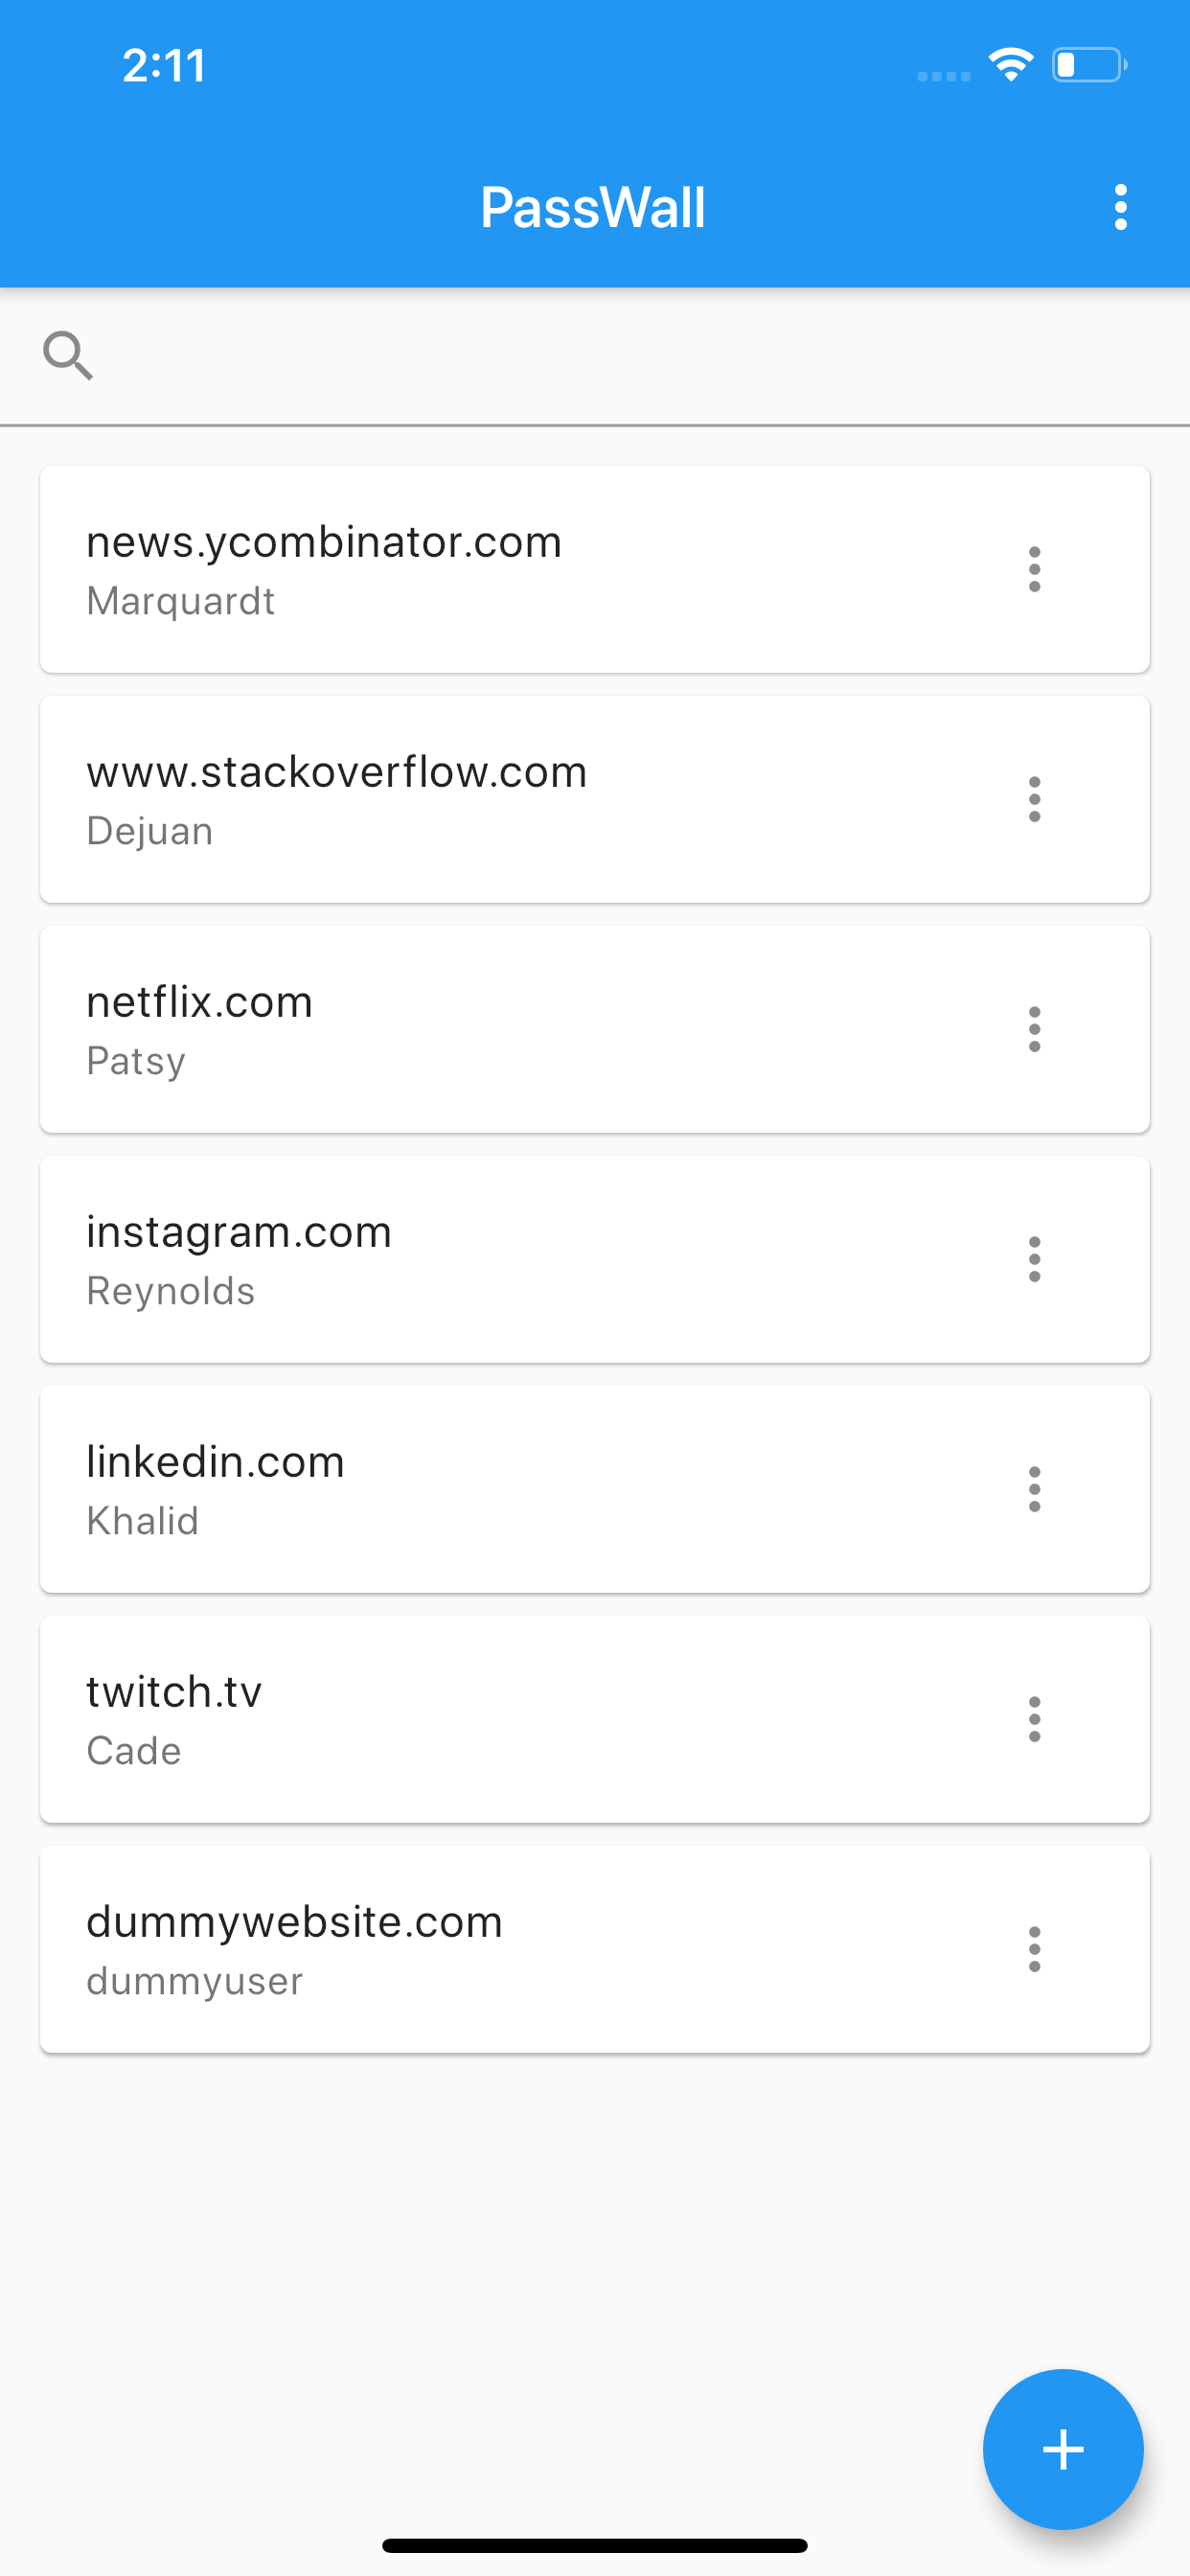 2:11
PassWall
news.ycombinator.com
Marquardt
www.stackoverflow.com
Dejuan
netflix.com
Patsy
instagram.com
Reynolds
linkedin.com
Khalid
twitch.tv
Cade
dummywebsite.com
dummyuser